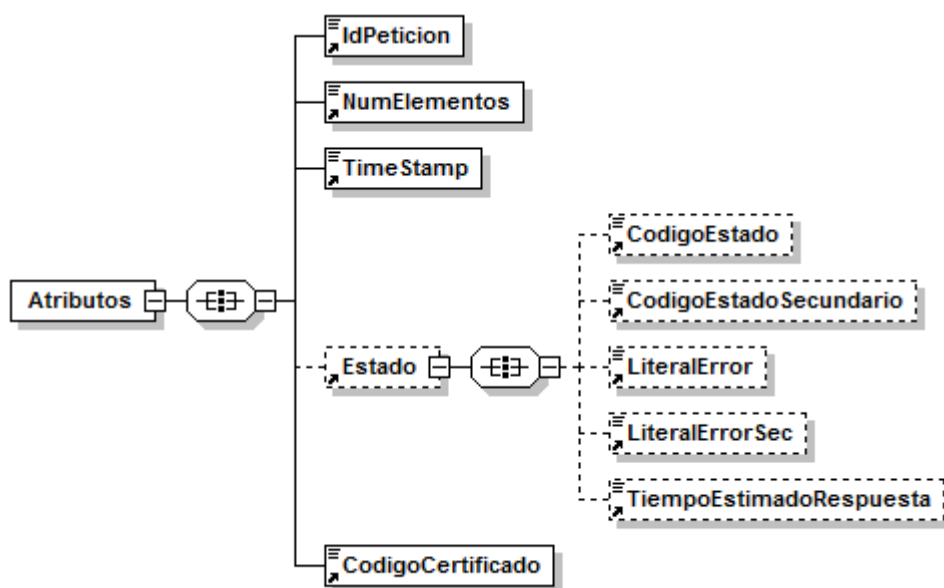 IdPeticion
NumElementos
TimeStamp
CodigoEstado
CodigoEstadoSecundario
Atributos
Estado
LiteralError
LiteralErrorSec
TiempoEstimadoRespuesta
CodigoCertificado